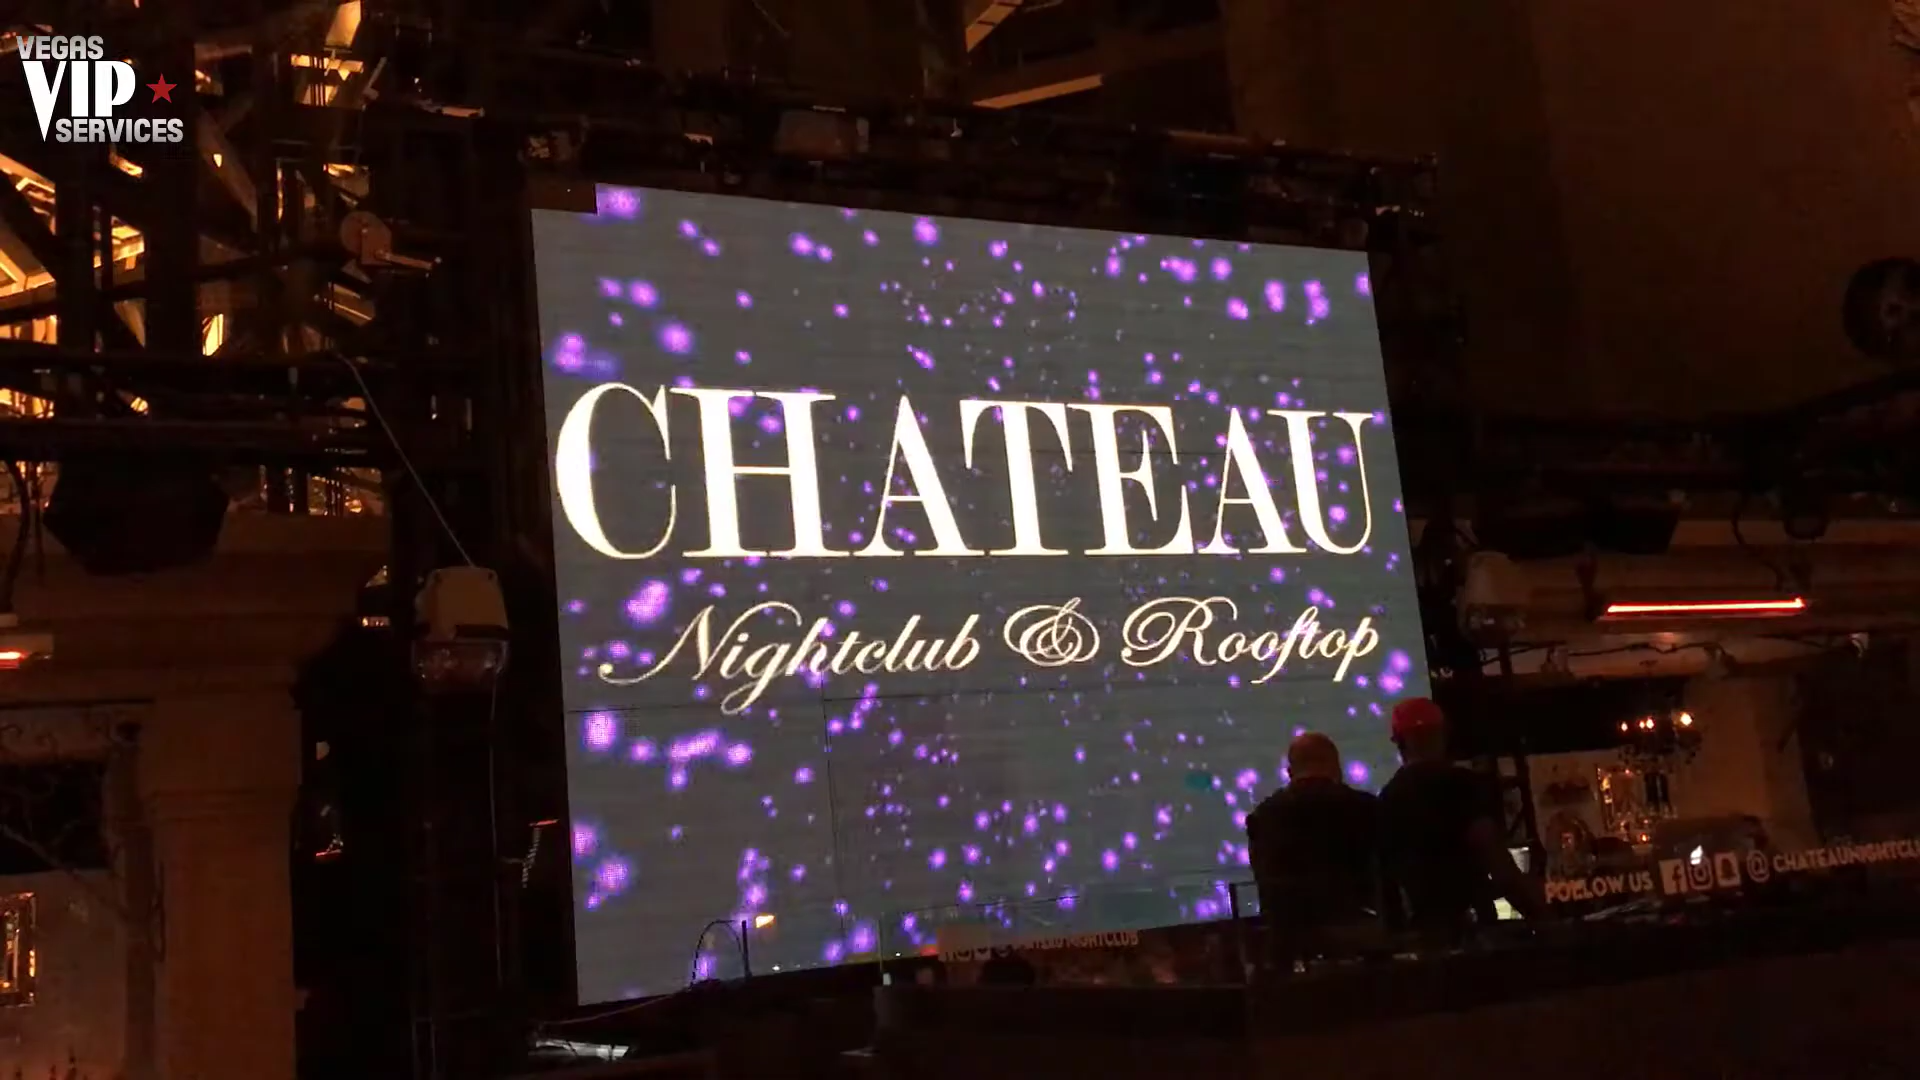 VEGAS
VIP
SERVICES
CHATEAU
Nightclub & Rooftop
FOLLOW US @ CHATEAUNIGHTCLU